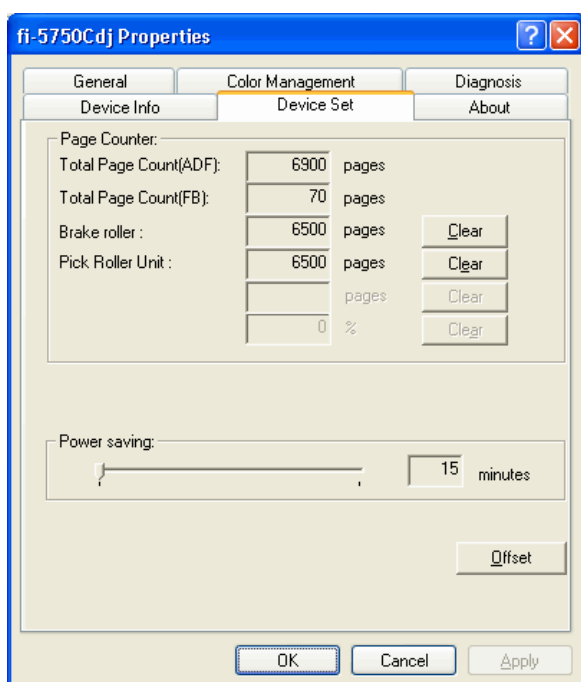 fi-5750Cdj Properties
General Color Management Diagnosis
Device Info Device Set About
Page Counter:
Total Page Count(ADF): 6900 pages
Total Page Count(FB): 70 pages
Brake roller : 6500 pages Clear
Pick Roller Unit : 6500 pages Clear
pages Clear
0 % Clear
Power saving:
15 minutes
Offset
OK Cancel Apply